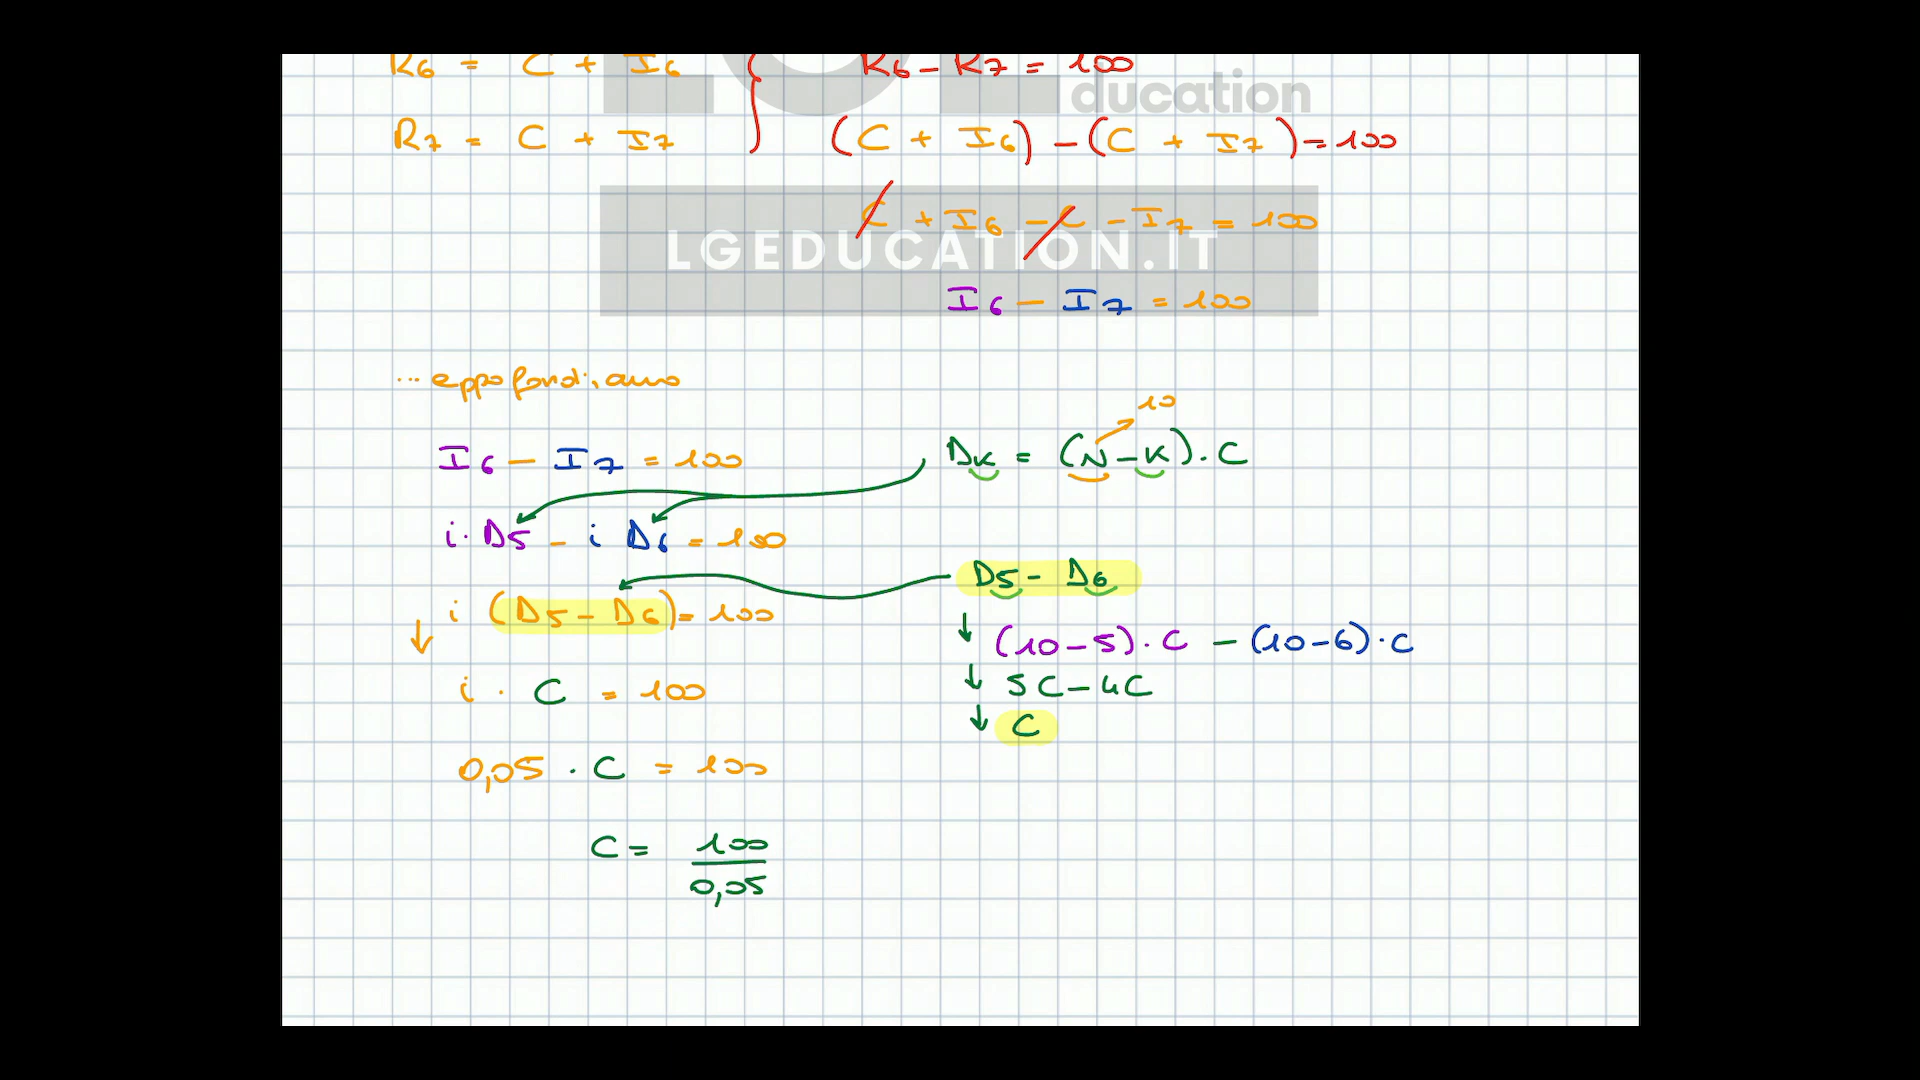 R6 = C + I6
R6 - R7 = 100
ducation
R7 = C + I7
(C + I6) - (C + I7) = 100
C + I6 - C - I7 = 100
LGEDUCATION.IT
I6 - I7 = 100
... appofondiamo
10
I6 - I7 = 100
DK = (N-K) · C
i · D5 - i D6 = 100
D5 - D6
i (D5 - D6) = 100
(10-5) · C - (10-6) · C
i · C = 100
5C - 4C
C
0,05 · C = 100
C = 100
0,05